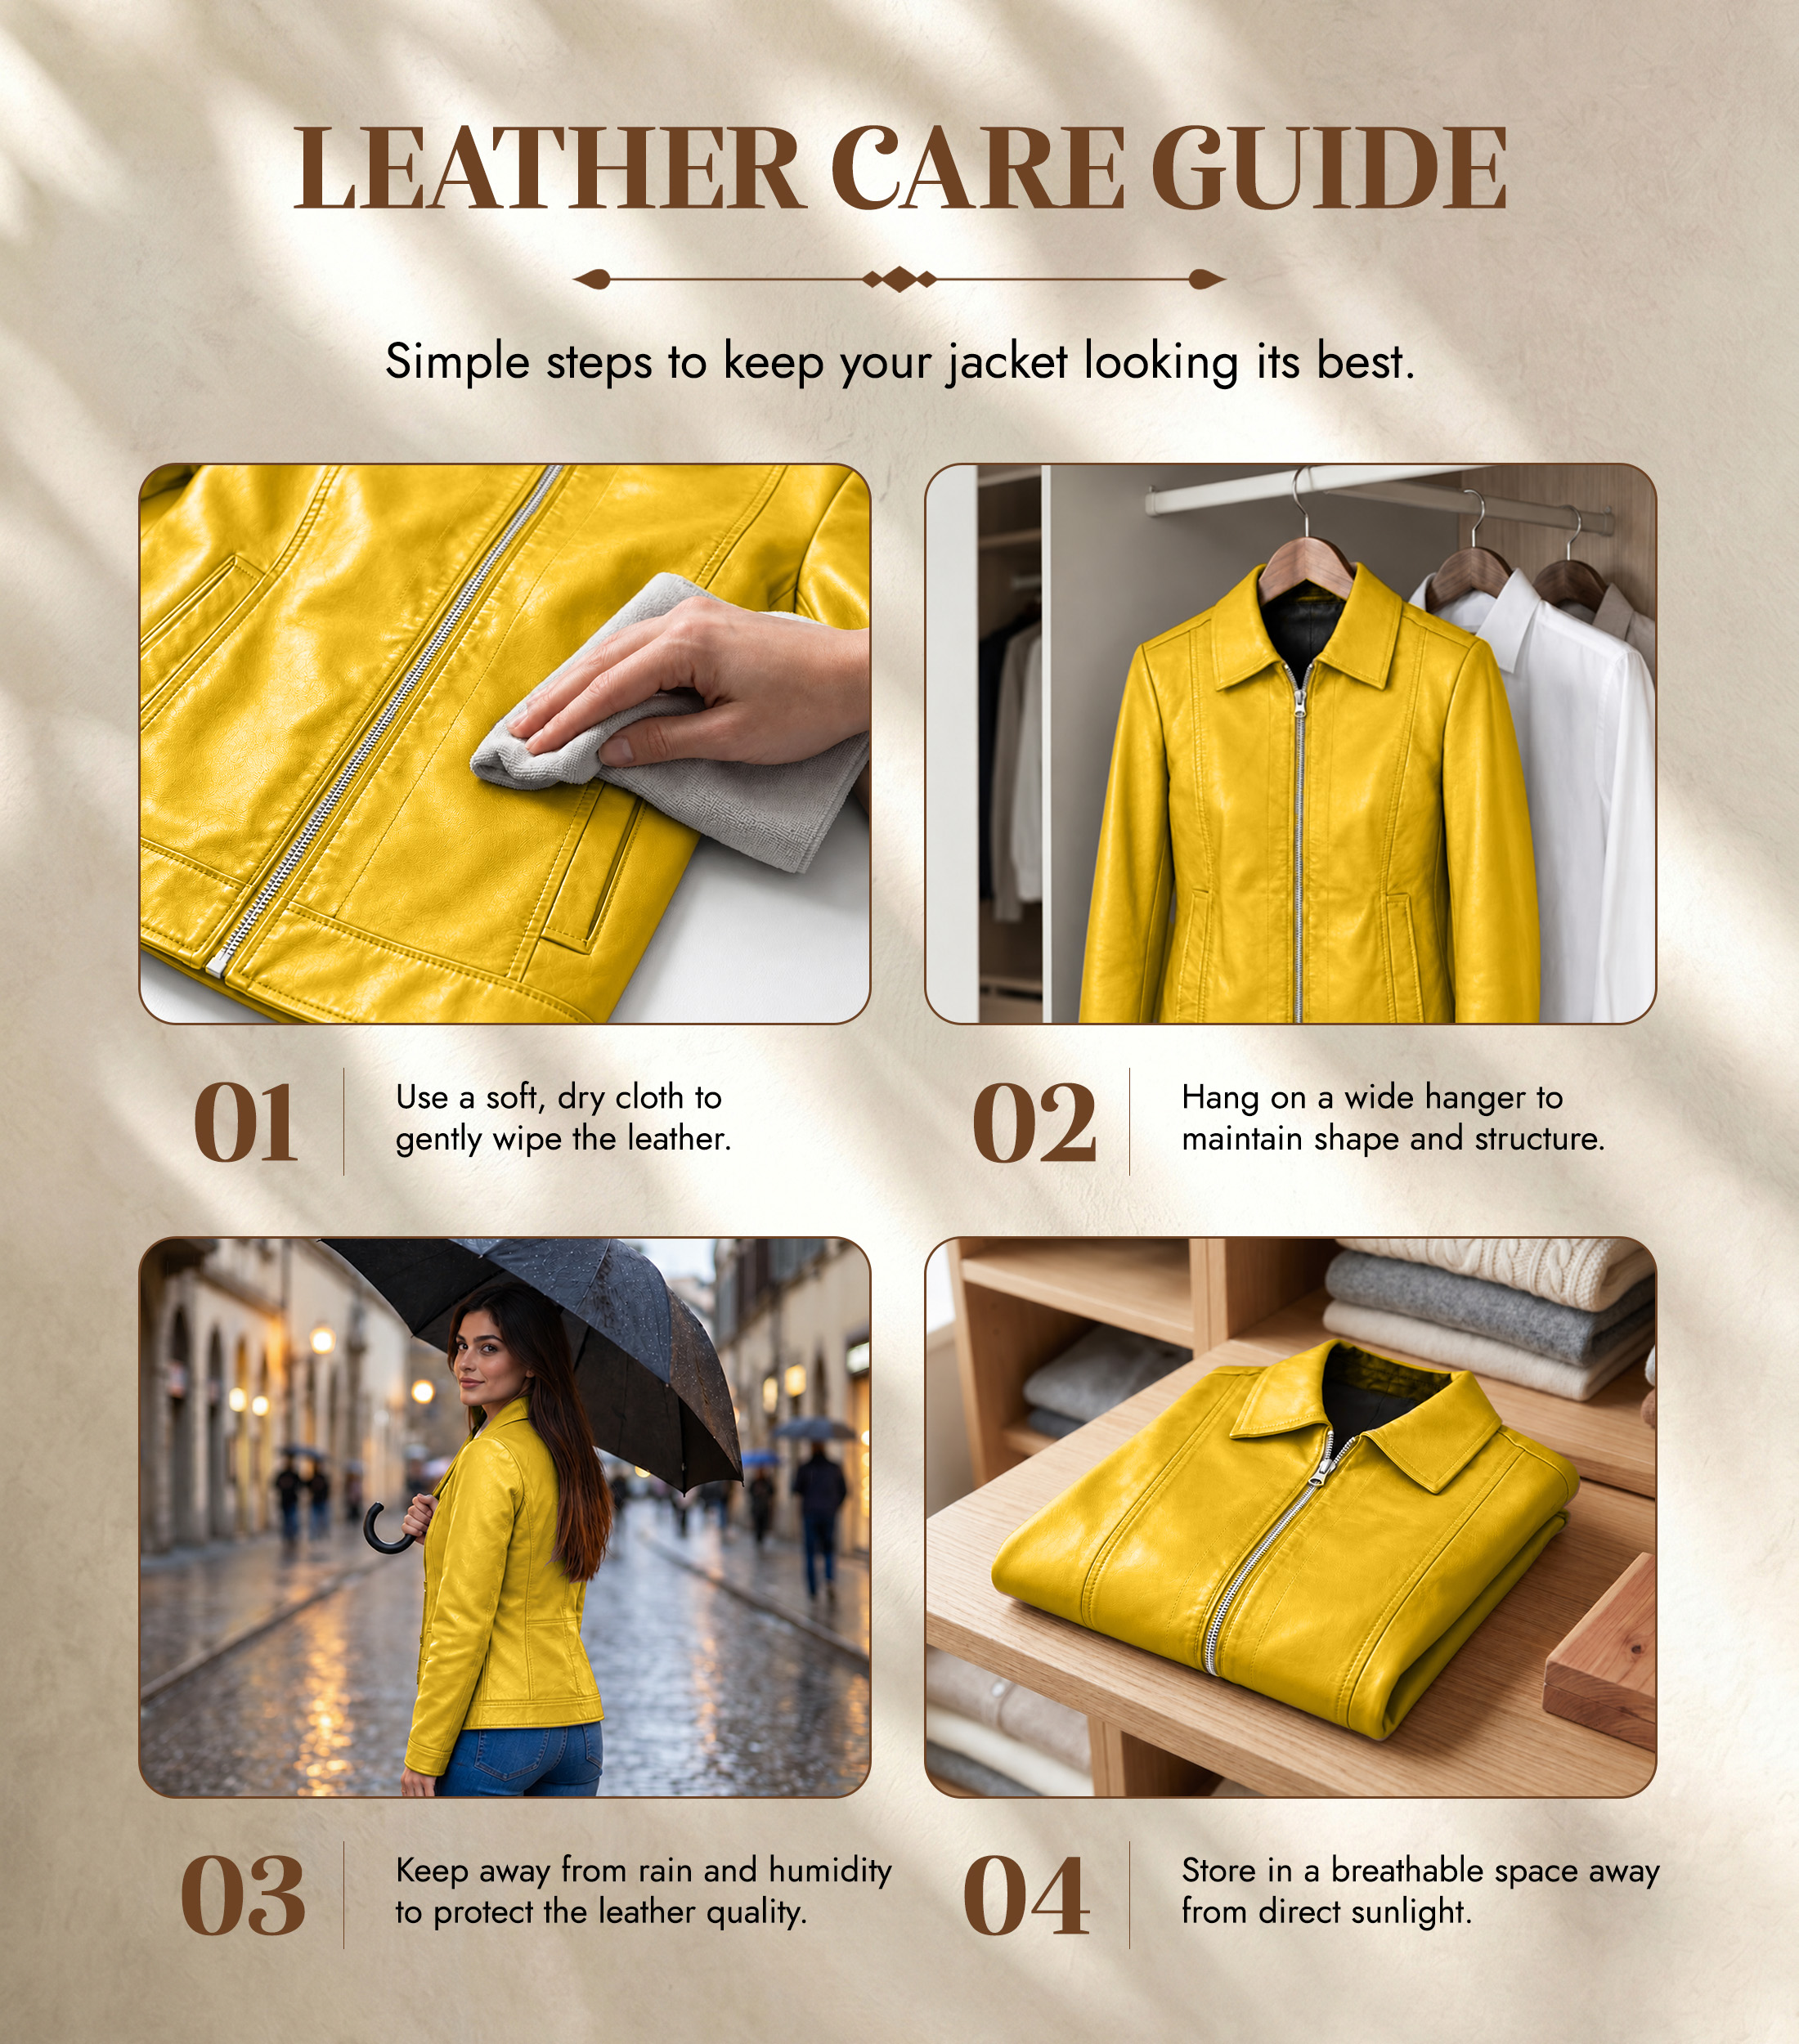 LEATHER CARE GUIDE
Simple steps to keep your jacket looking its best.
01
Use a soft, dry cloth to
gently wipe the leather.
02
Hang on a wide hanger to
maintain shape and structure.
03
Keep away from rain and humidity
to protect the leather quality.
04
Store in a breathable space away
from direct sunlight.